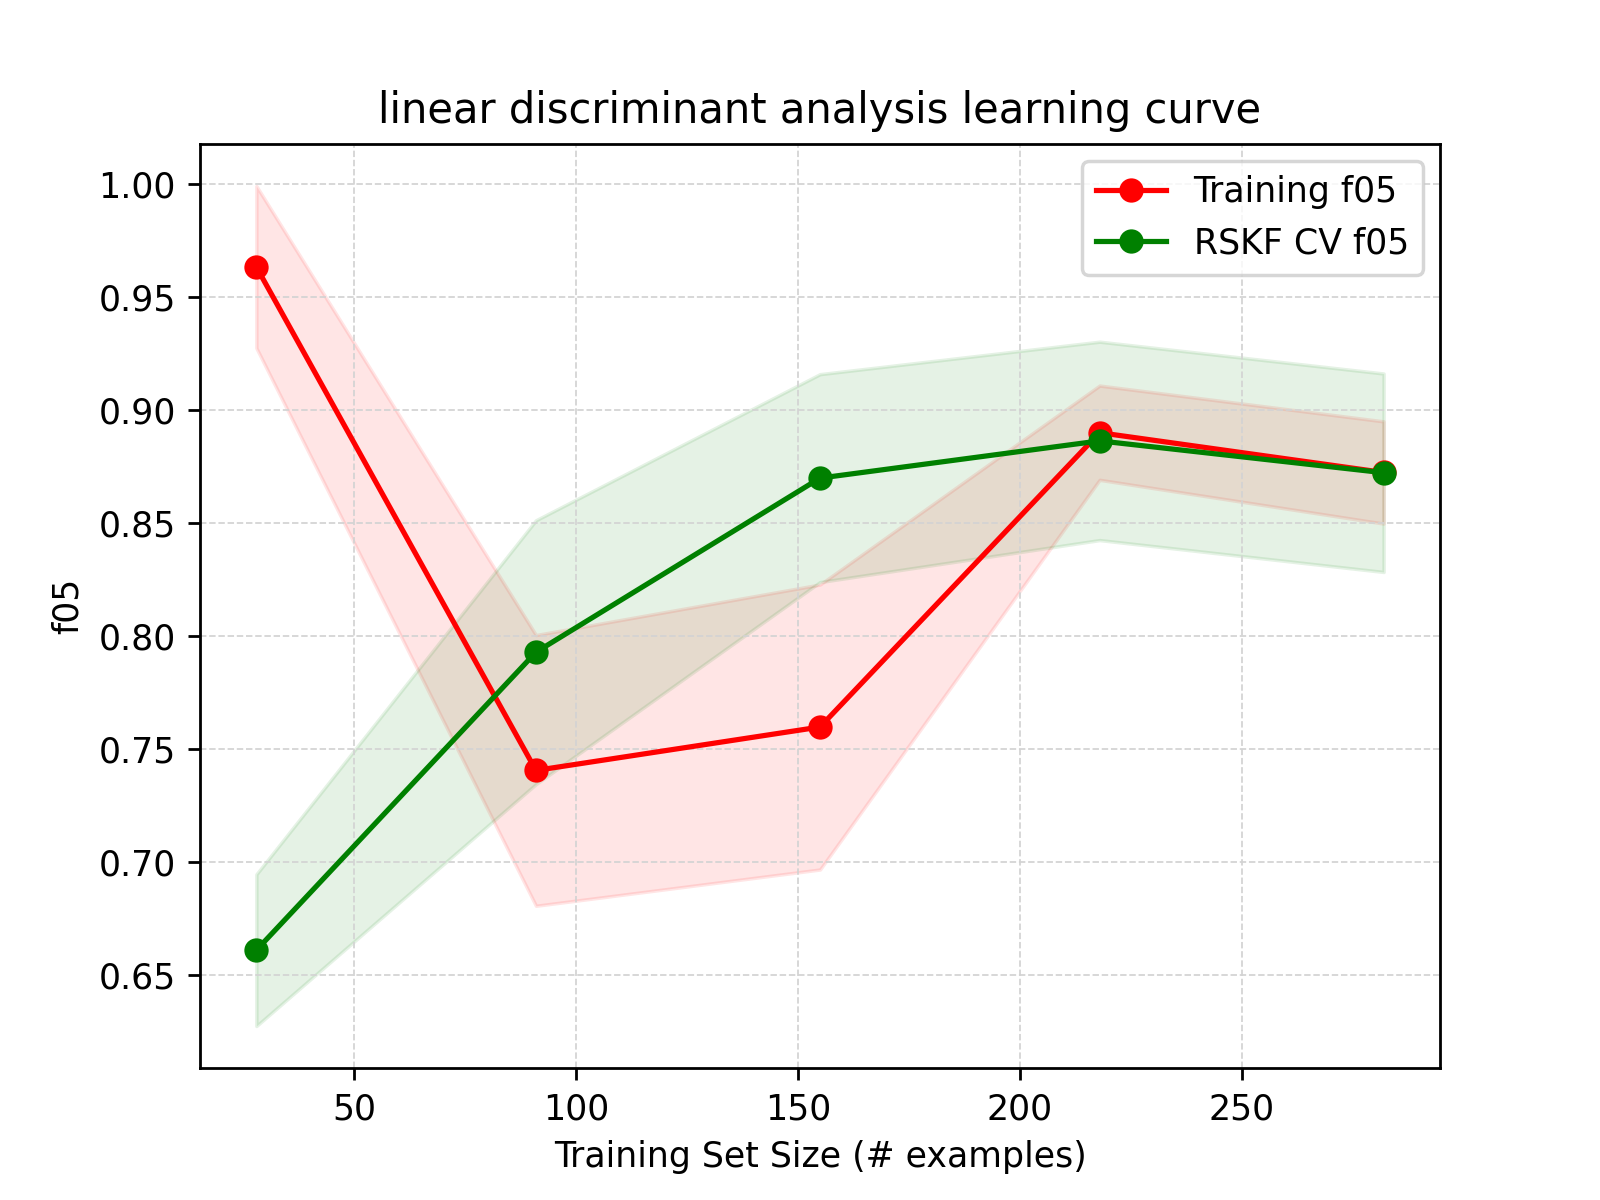 linear discriminant analysis learning curve
Training f05
RSKF CV f05
f05
1.00
0.95
0.90
0.85
0.80
0.75
0.70
0.65
50 100 150 200 250
Training Set Size (# examples)